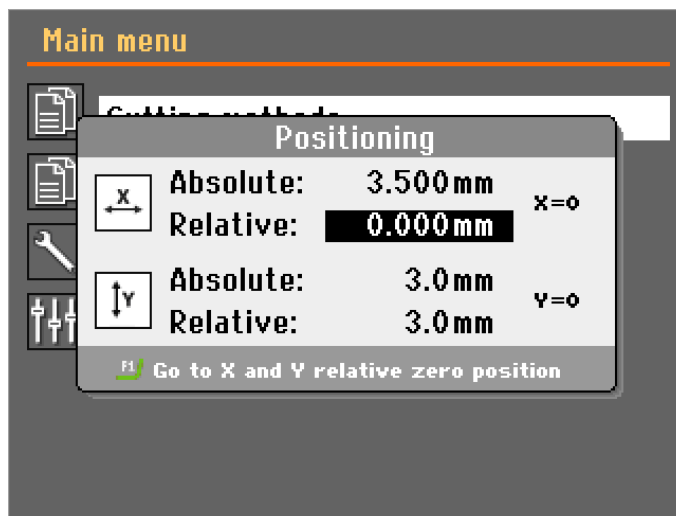 Main menu
Positioning
X
Absolute: 3.500mm
Relative: 0.000mm
X=0
Y
Absolute: 3.0mm
Relative: 3.0mm
Y=0
F1 Go to X and Y relative zero position